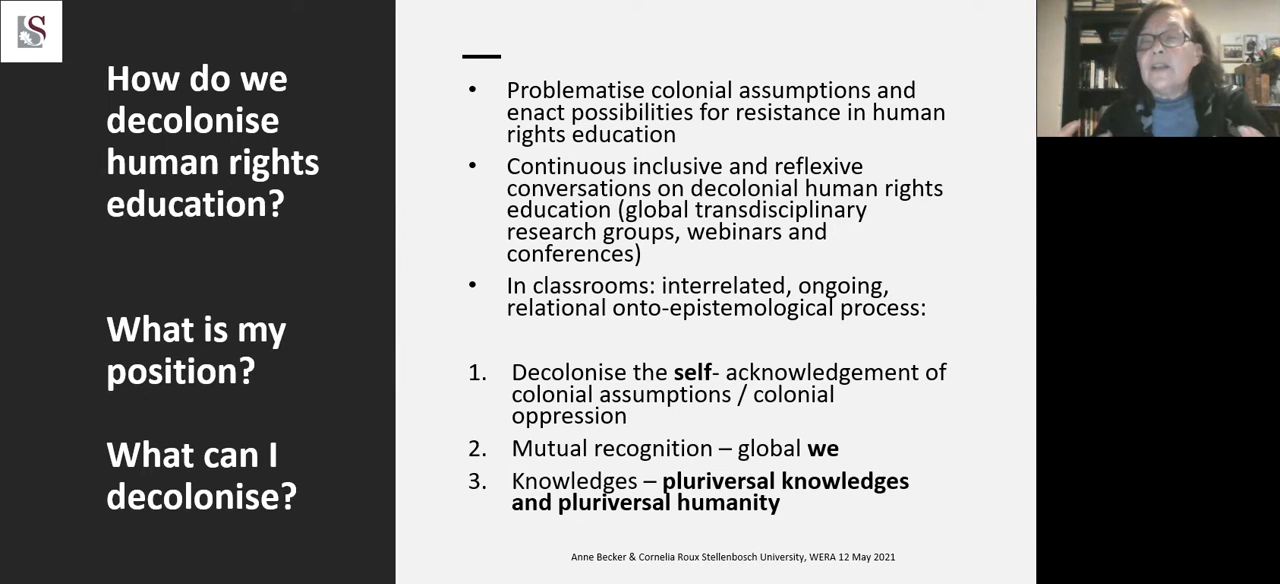 S
How do we
decolonise
human rights
education?
What is my
position?
What can I
decolonise?
• Problematise colonial assumptions and
enact possibilities for resistance in human
rights education
• Continuous inclusive and reflexive
conversations on decolonial human rights
education (global transdisciplinary
research groups, webinars and
conferences)
• In classrooms: interrelated, ongoing,
relational onto-epistemological process:
1. Decolonise the self- acknowledgement of
colonial assumptions / colonial
oppression
2. Mutual recognition – global we
3. Knowledges – pluriversal knowledges
and pluriversal humanity
Anne Becker & Cornelia Roux Stellenbosch University, WERA 12 May 2021